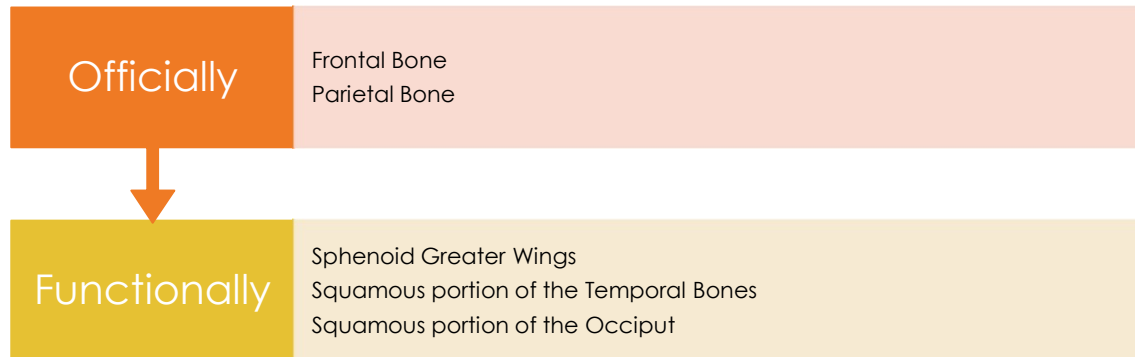 Officially
Frontal Bone
Parietal Bone
Functionally
Sphenoid Greater Wings
Squamous portion of the Temporal Bones
Squamous portion of the Occiput